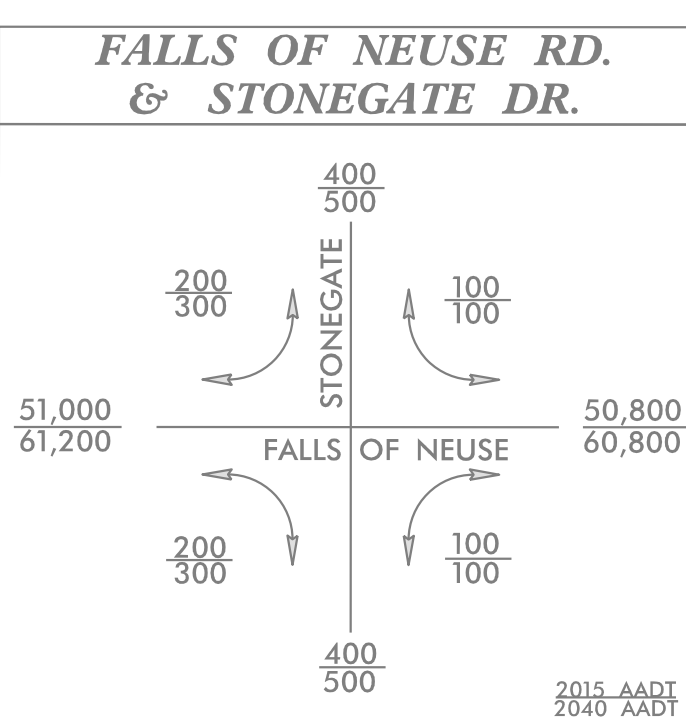 FALLS OF NEUSE RD.
& STONEGATE DR.
400
500
STONEGATE
200
300
100
100
51,000
61,200
50,800
60,800
FALLS OF NEUSE
200
300
100
100
400
500
2015 AADT
2040 AADT